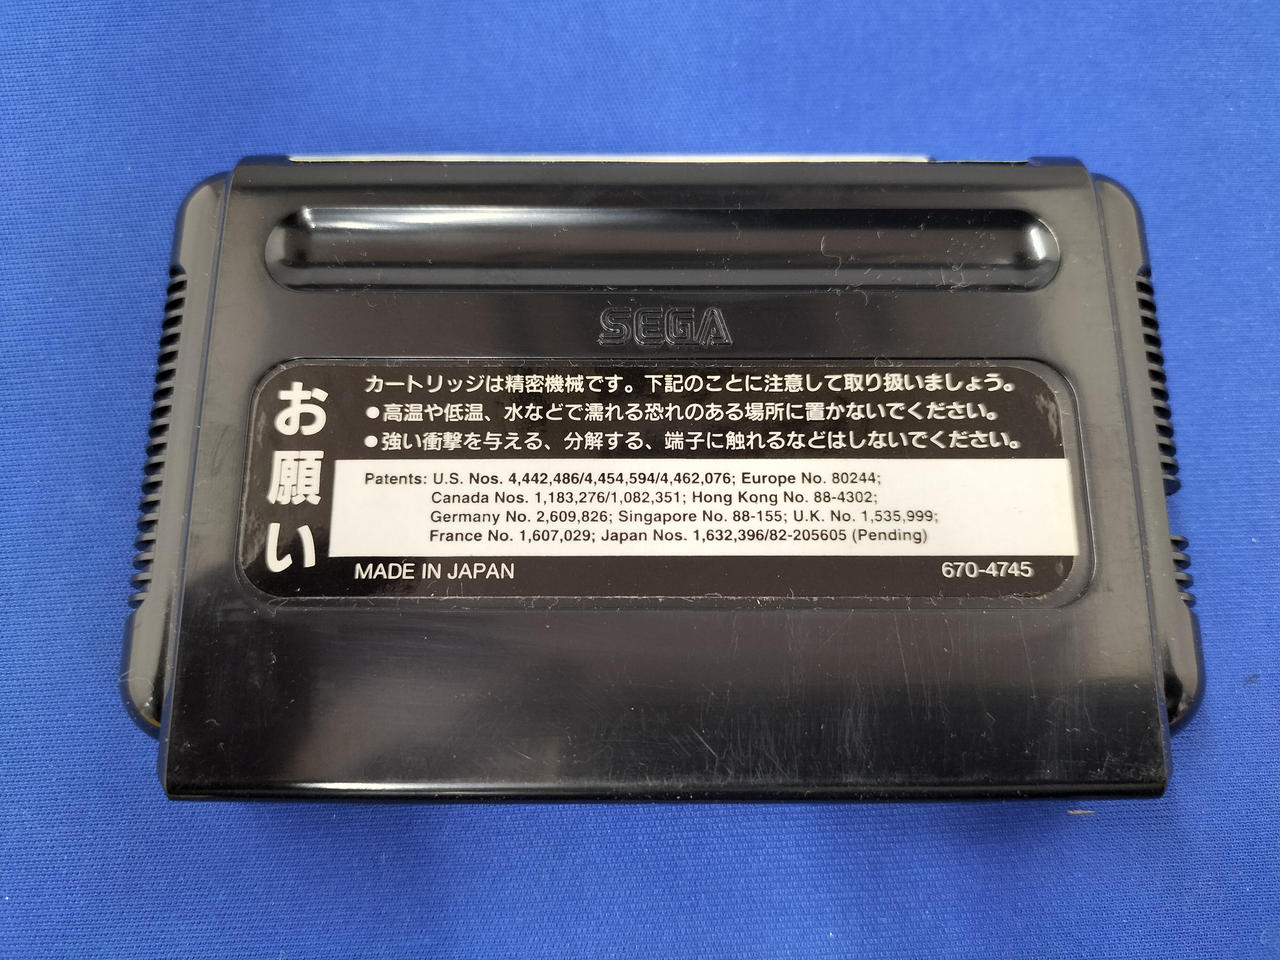 SEGA
お願い
カートリッジは精密機械です。下記のことに注意して取り扱いましょう。
●高温や低温、水などで濡れる恐れのある場所に置かないでください。
●強い衝撃を与える、分解する、端子に触れるなどはしないでください。
Patents: U.S. Nos. 4,442,486/4,454,594/4,462,076; Europe No. 80244;
Canada Nos. 1,183,276/1,082,351; Hong Kong No. 88-4302;
Germany No. 2,609,826; Singapore No. 88-155; U.K. No. 1,535,999;
France No. 1,607,029; Japan Nos. 1,632,396/82-205605 (Pending)
MADE IN JAPAN
670-4745